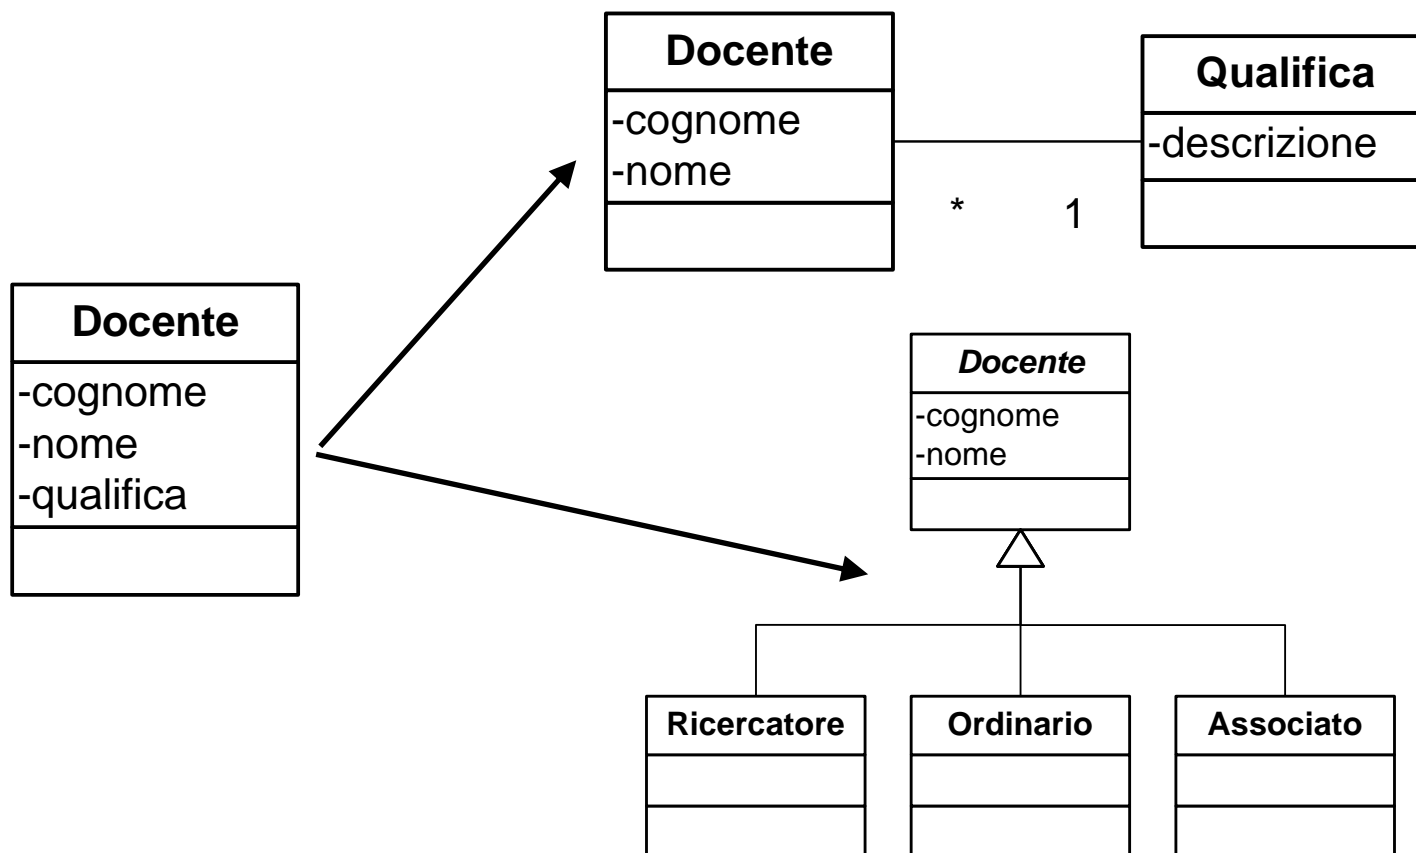 Docente
-cognome
-nome
Qualifica
-descrizione
* 1
Docente
-cognome
-nome
-qualifica
Docente
-cognome
-nome
Ricercatore
Ordinario
Associato